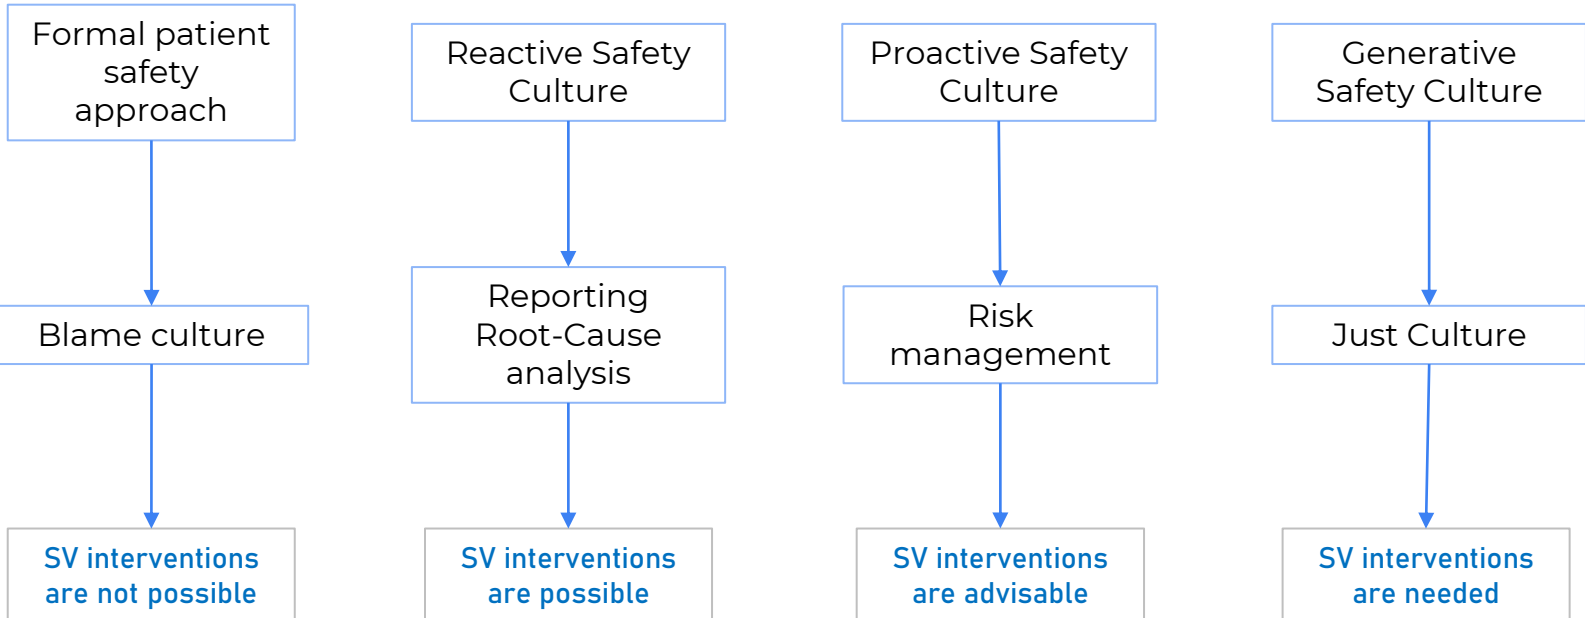 Formal patient
safety
approach
Reactive Safety
Culture
Proactive Safety
Culture
Generative
Safety Culture
Blame culture
Reporting
Root-Cause
analysis
Risk
management
Just Culture
SV interventions
are not possible
SV interventions
are possible
SV interventions
are advisable
SV interventions
are needed